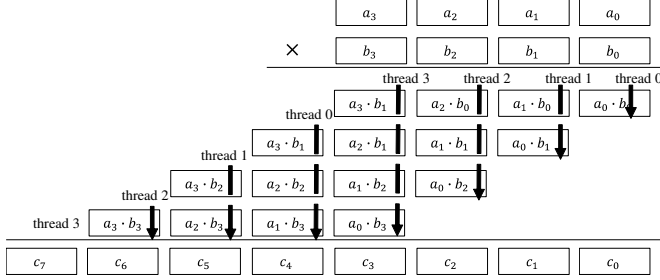 a₃ a₂ a₁ a₀
× b₃ b₂ b₁ b₀
thread 3 thread 2 thread 1 thread 0
a₃ · b₁ a₂ · b₀ a₁ · b₀ a₀ · b
thread 0
a₃ · b₁ a₂ · b₁ a₁ · b₁ a₀ · b₁
thread 1
a₃ · b₂ a₂ · b₂ a₁ · b₂ a₀ · b₂
thread 2
thread 3 a₃ · b₃ a₂ · b₃ a₁ · b₃ a₀ · b₃
c₇ c₆ c₅ c₄ c₃ c₂ c₁ c₀